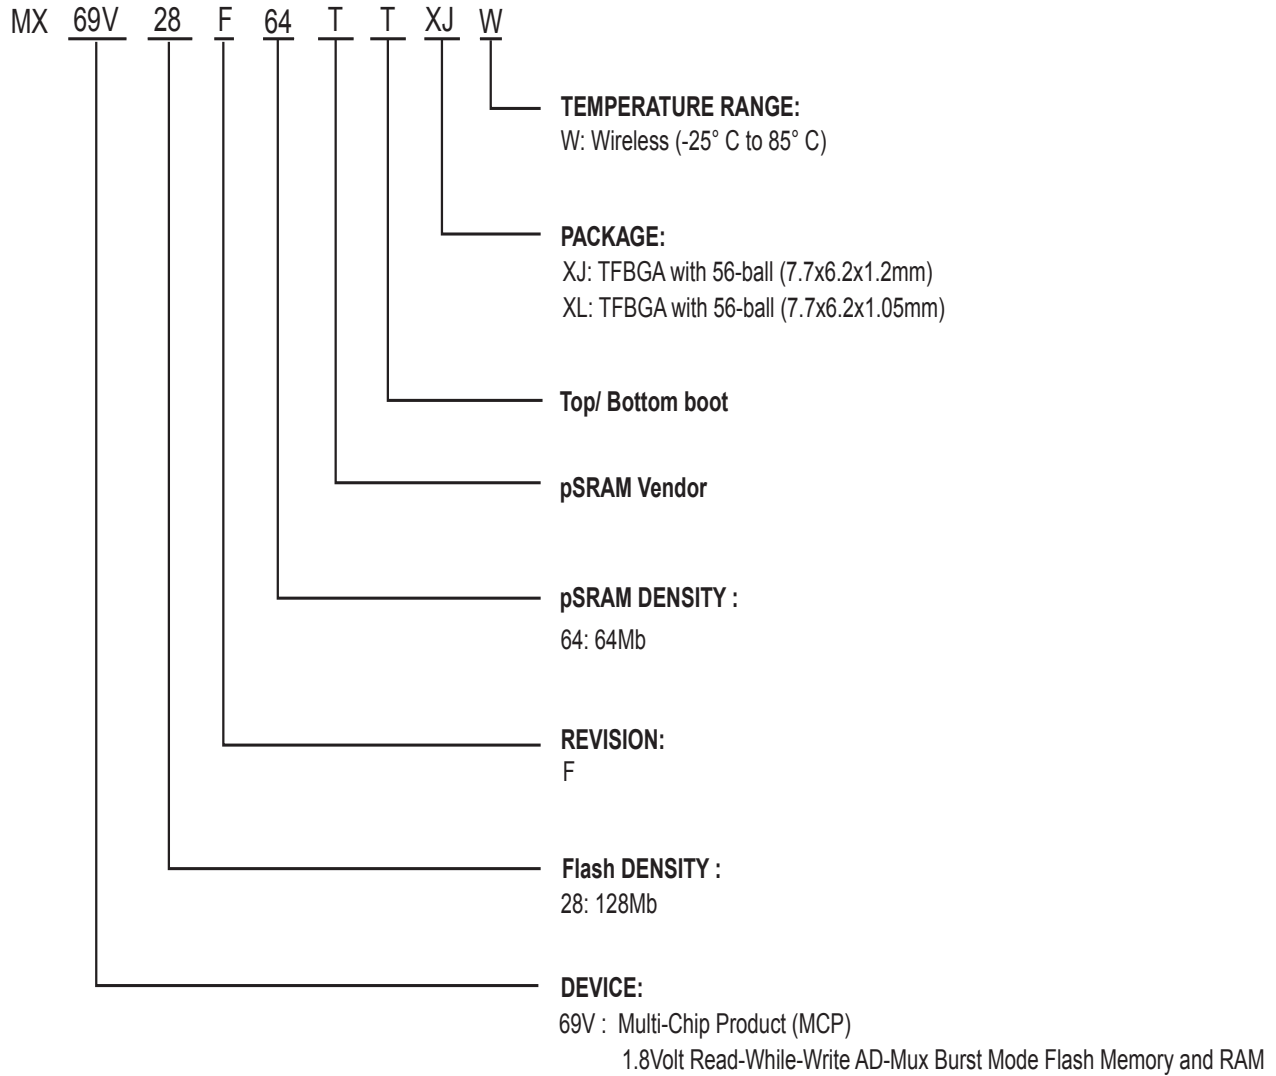 MX 69V 28 F 64 T T XJ W
TEMPERATURE RANGE:
W: Wireless (-25° C to 85° C)
PACKAGE:
XJ: TFBGA with 56-ball (7.7x6.2x1.2mm)
XL: TFBGA with 56-ball (7.7x6.2x1.05mm)
Top/ Bottom boot
pSRAM Vendor
pSRAM DENSITY :
64: 64Mb
REVISION:
F
Flash DENSITY :
28: 128Mb
DEVICE:
69V : Multi-Chip Product (MCP)
1.8Volt Read-While-Write AD-Mux Burst Mode Flash Memory and RAM